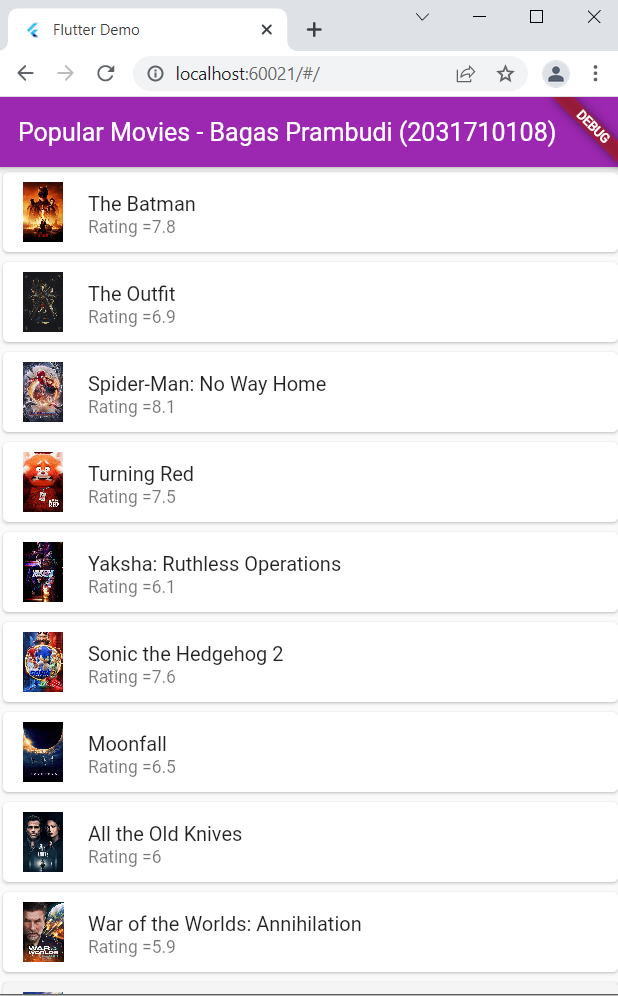 Flutter Demo
localhost:60021/#/
Popular Movies - Bagas Prambudi (2031710108)
DEBUG
The Batman
Rating =7.8
The Outfit
Rating =6.9
Spider-Man: No Way Home
Rating =8.1
Turning Red
Rating =7.5
Yaksha: Ruthless Operations
Rating =6.1
Sonic the Hedgehog 2
Rating =7.6
Moonfall
Rating =6.5
All the Old Knives
Rating =6
War of the Worlds: Annihilation
Rating =5.9